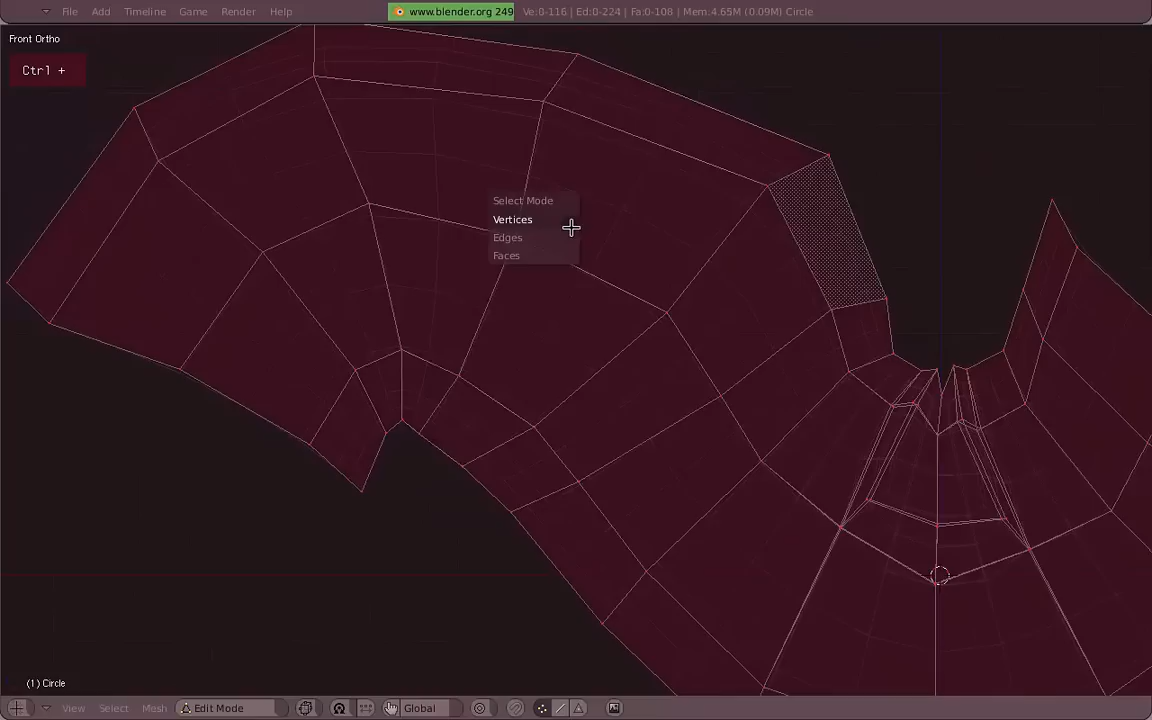 File Add Timeline Game Render Help www.blender.org 249 Ve:0-116 | Ed:0-224 | Fa:0-108 | Mem:4.65M (0.09M) Circle
Front Ortho
Ctrl +
Select Mode
Vertices
Edges
Faces
(1) Circle
View Select Mesh Edit Mode Global